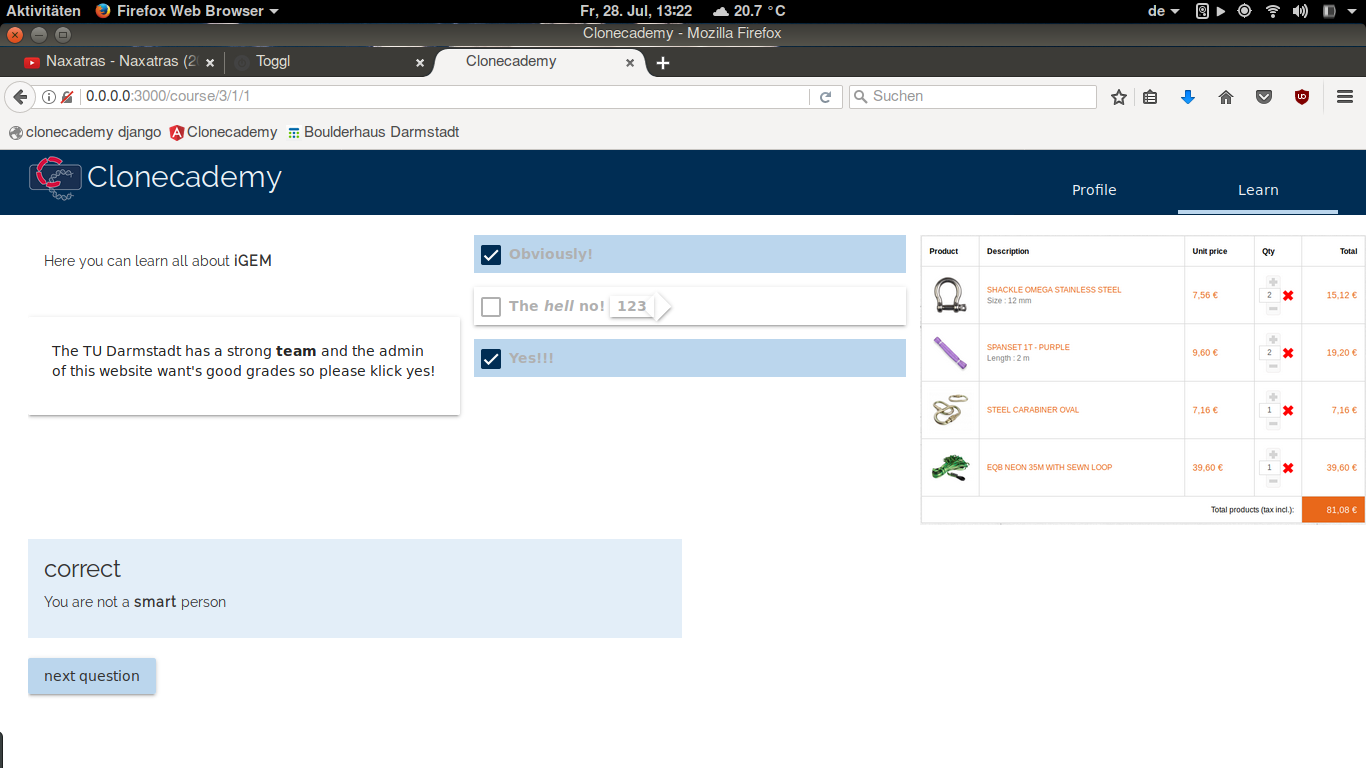 Aktivitäten Firefox Web Browser Fr, 28. Jul, 13:22 20.7 °C de
Clonecademy - Mozilla Firefox
Naxatras - Naxatras (2 Toggl Clonecademy
0.0.0.0:3000/course/3/1/1 Suchen
clonecademy django Clonecademy Boulderhaus Darmstadt
Clonecademy
Profile Learn
Here you can learn all about iGEM
The TU Darmstadt has a strong team and the admin
of this website want's good grades so please klick yes!
Obviously!
The hell no! 123
Yes!!!
Product Description Unit price Qty Total
SHACKLE OMEGA STAINLESS STEEL
Size : 12 mm
7,56 € 2 15,12 €
SPANSET 1T - PURPLE
Length : 2 m
9,60 € 2 19,20 €
STEEL CARABINER OVAL 7,16 € 1 7,16 €
EQB NEON 35M WITH SEWN LOOP 39,60 € 1 39,60 €
Total products (tax incl.): 81,08 €
correct
You are not a smart person
next question